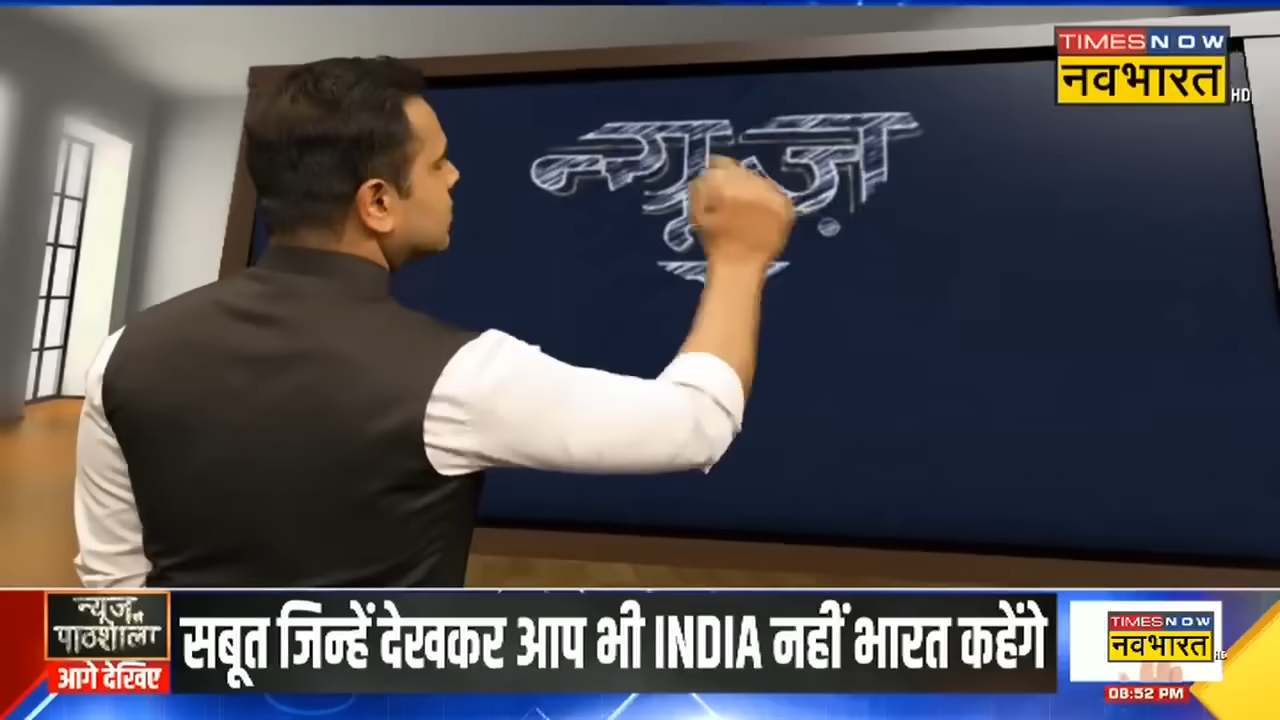 TIMES NOW
नवभारत
HD
न्यूज़
न्यूज़ की
पाठशाला
आगे देखिए
सबूत जिन्हें देखकर आप भी INDIA नहीं भारत कहेंगे
TIMES NOW
नवभारत
HD
08:52 PM